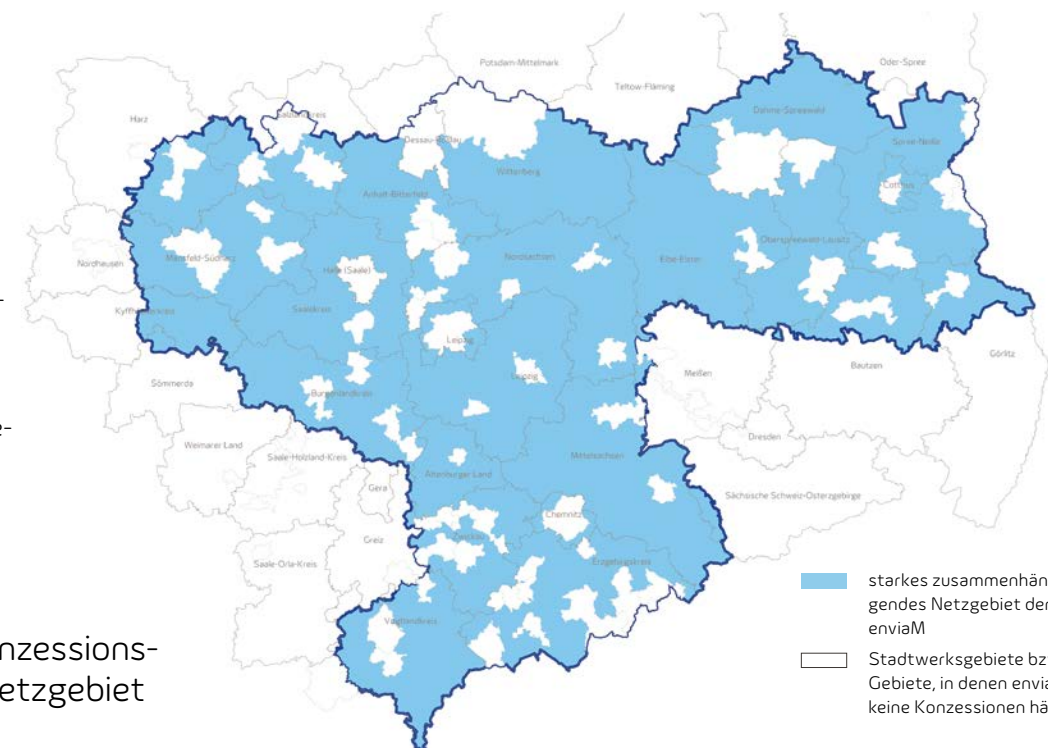 Potsdam-Mittelmark
Oder-Spree
Teltow-Fläming
Harz
Salzlandkreis
Dahme-Spreewald
Dessau-Roßlau
Spree-Neiße
Wittenberg
Anhalt-Bitterfeld
Cottbus
Nordhausen
Mansfeld-Südharz
Halle (Saale)
Nordsachsen
Elbe-Elster
Oberspreewald-Lausitz
Kyffhäuserkreis
Saalekreis
Leipzig
Görlitz
Sömmerda
Leipzig
Meißen
Bautzen
Burgenlandkreis
Weimarer Land
Saale-Holzland-Kreis
Dresden
Mittelsachsen
Altenburger Land
Gera
Sächsische Schweiz-Osterzgebirge
Chemnitz
Greiz
Zwickau
Saale-Orla-Kreis
Erzgebirgskreis
Vogtlandkreis
starkes zusammenhän
gendes Netzgebiet der
enviaM
Stadtwerksgebiete bz
Gebiete, in denen envia
keine Konzessionen hä
nzessions-
etzgebiet